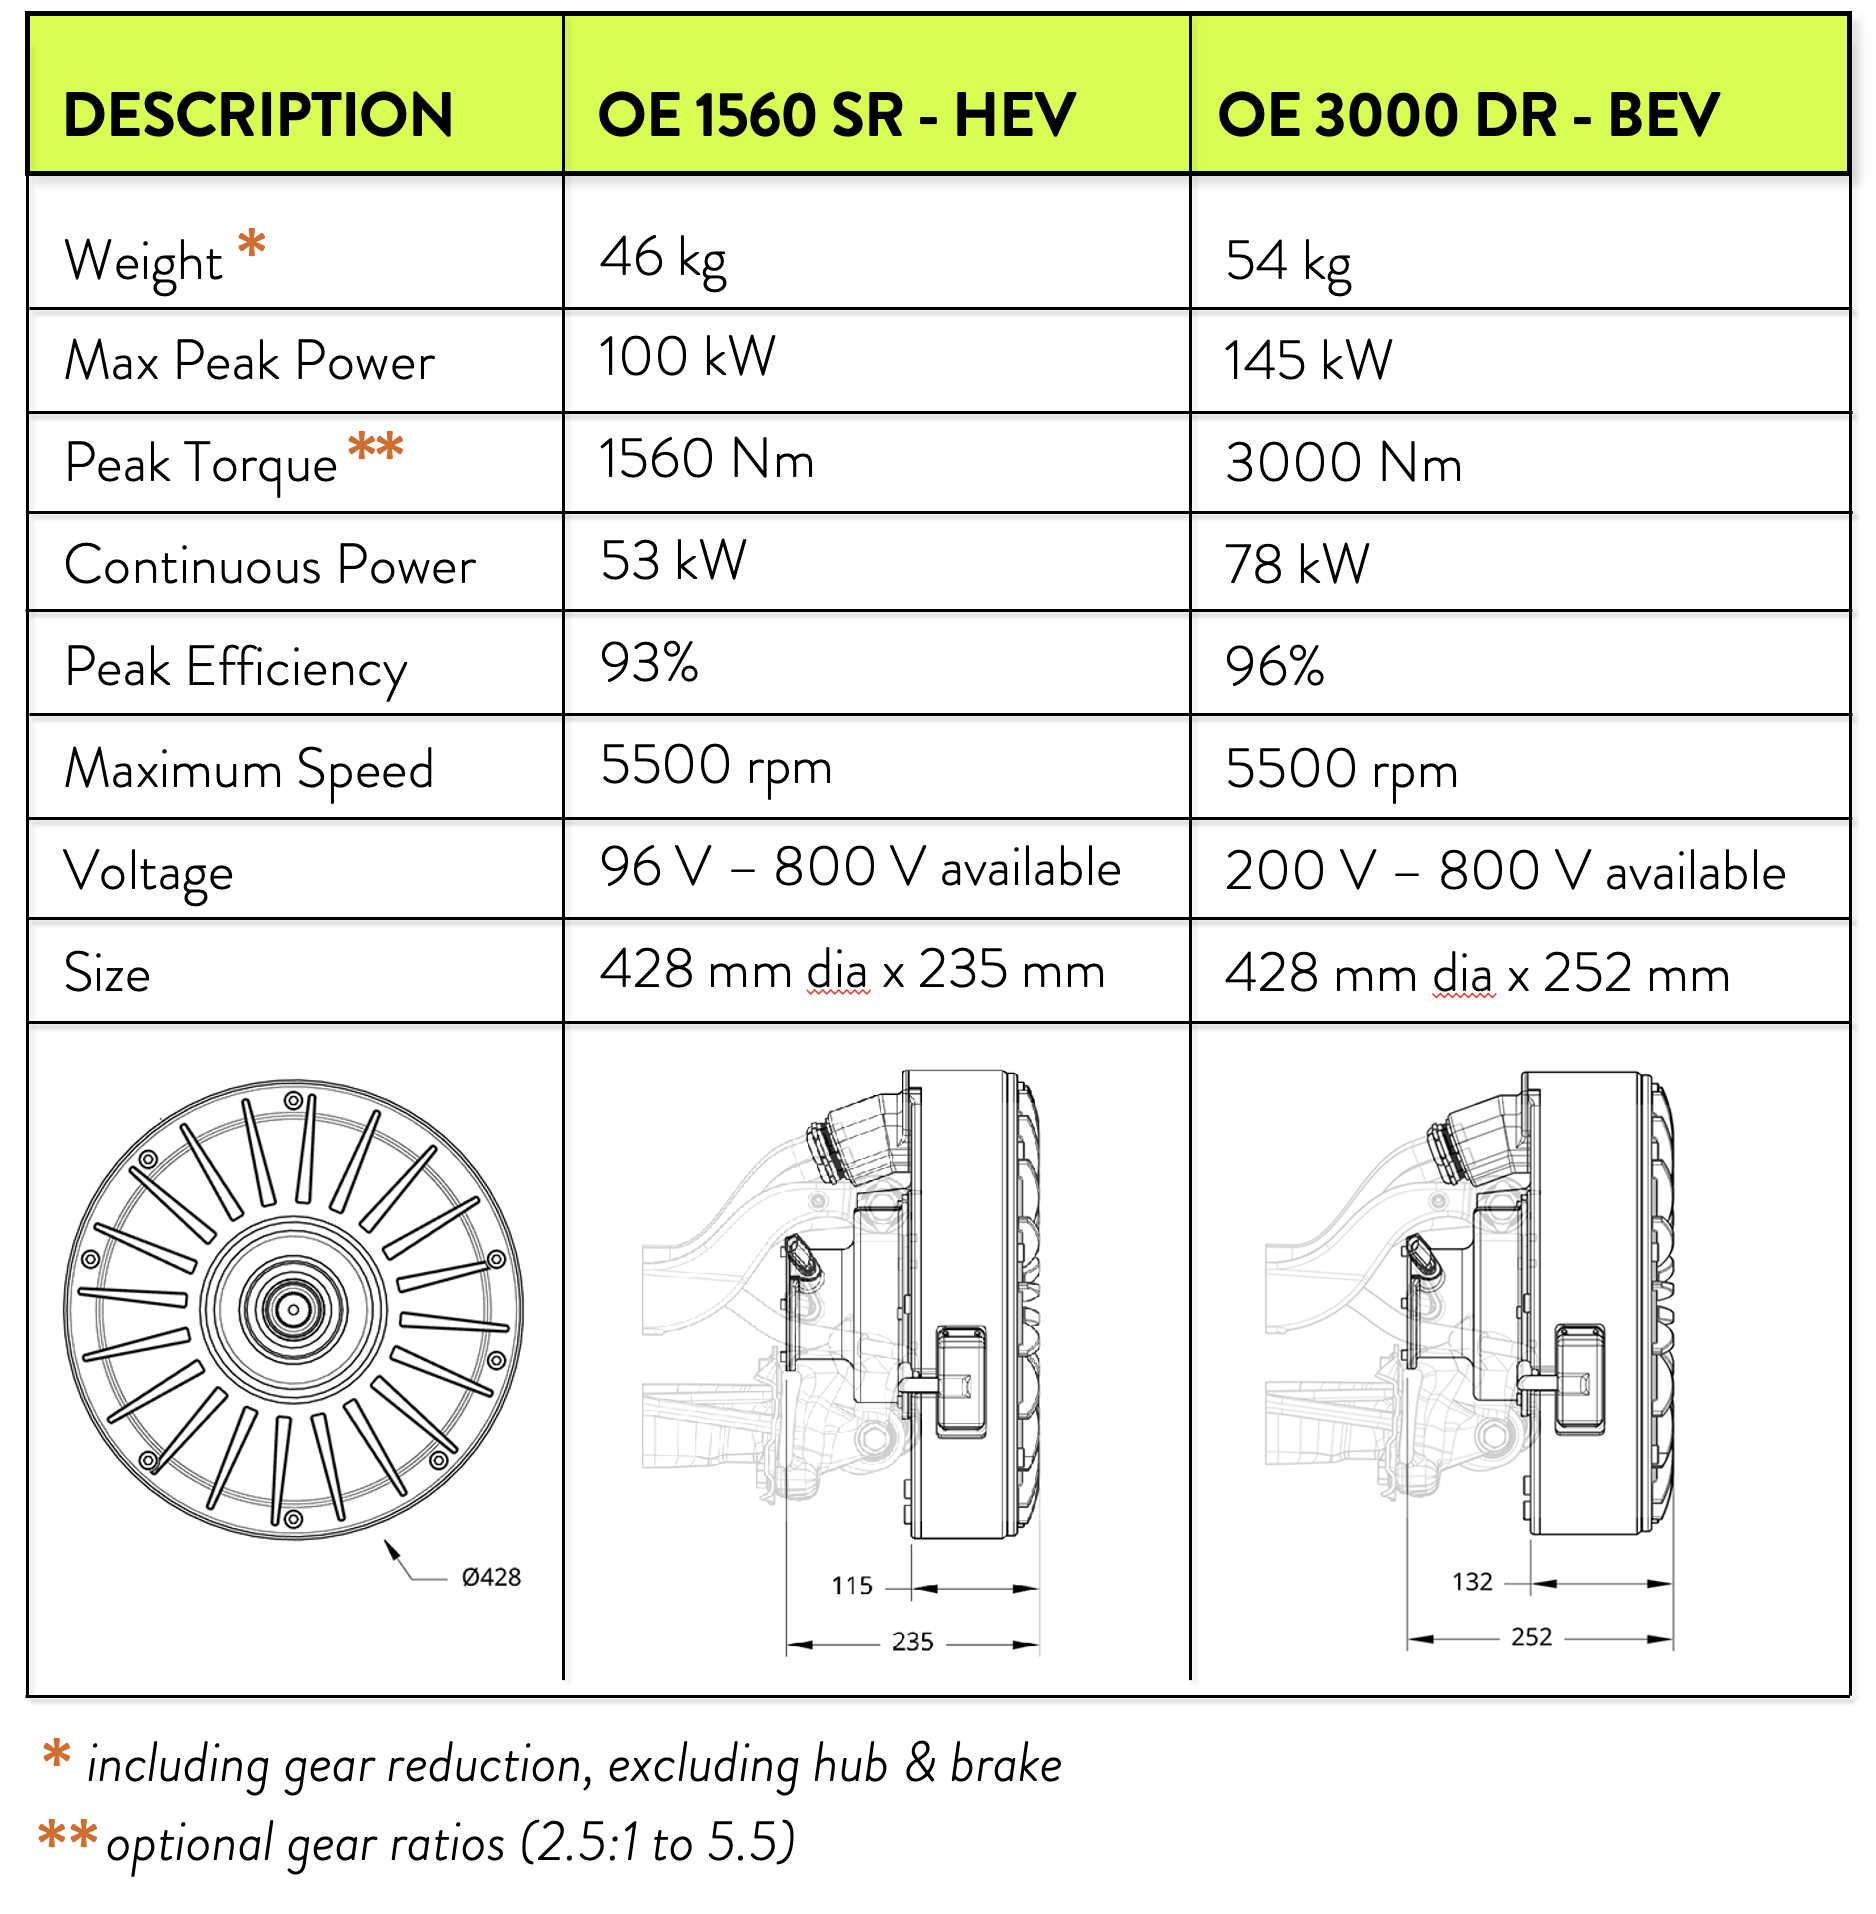 DESCRIPTION OE 1560 SR - HEV OE 3000 DR - BEV
Weight * 46 kg 54 kg
Max Peak Power 100 kW 145 kW
Peak Torque ** 1560 Nm 3000 Nm
Continuous Power 53 kW 78 kW
Peak Efficiency 93% 96%
Maximum Speed 5500 rpm 5500 rpm
Voltage 96 V – 800 V available 200 V – 800 V available
Size 428 mm dia x 235 mm 428 mm dia x 252 mm
Ø428 115 132
235 252
* including gear reduction, excluding hub & brake
** optional gear ratios (2.5:1 to 5.5)